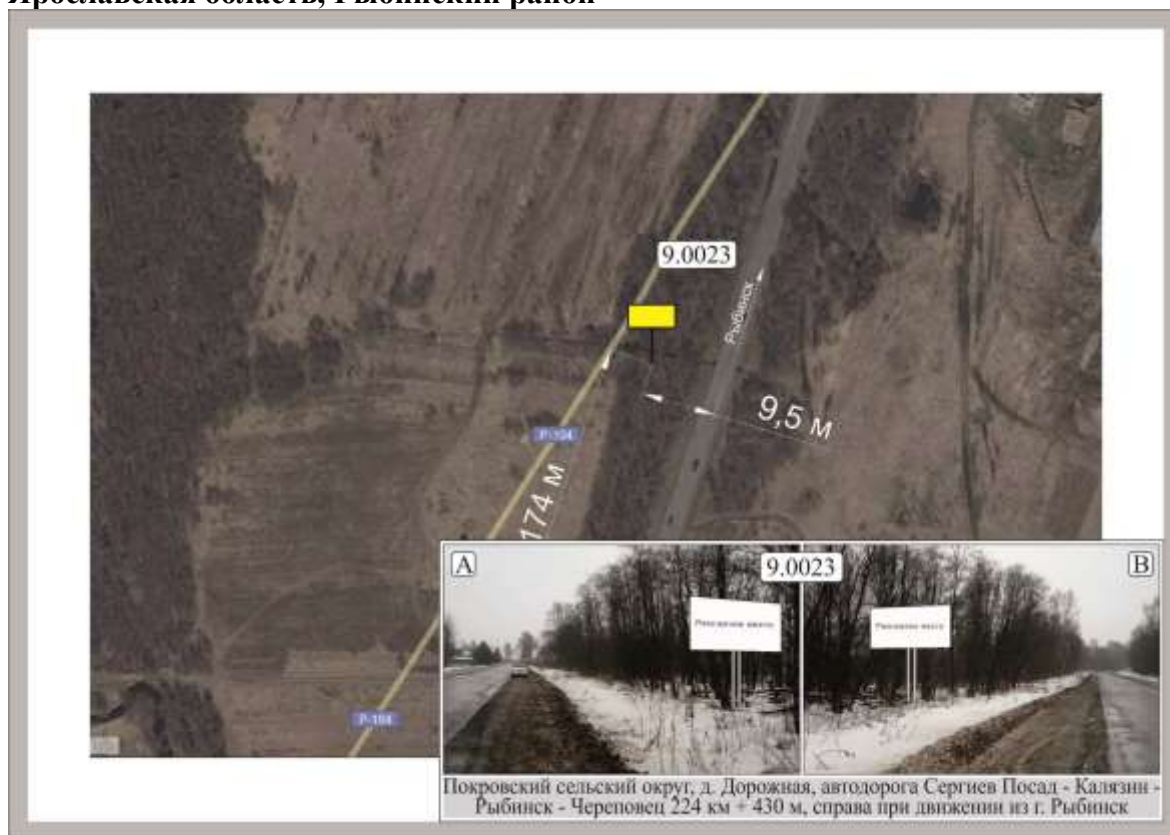 Ярославская область, Рыбинский район
9.0023
Рыбинск
9,5 м
Р-104
174 м
Р-104
A
9.0023
B
Рекламное место
Рекламное место
Покровский сельский округ, д. Дорожная, автодорога Сергиев Посад - Калязин -
Рыбинск - Череповец 224 км + 430 м, справа при движении из г. Рыбинск